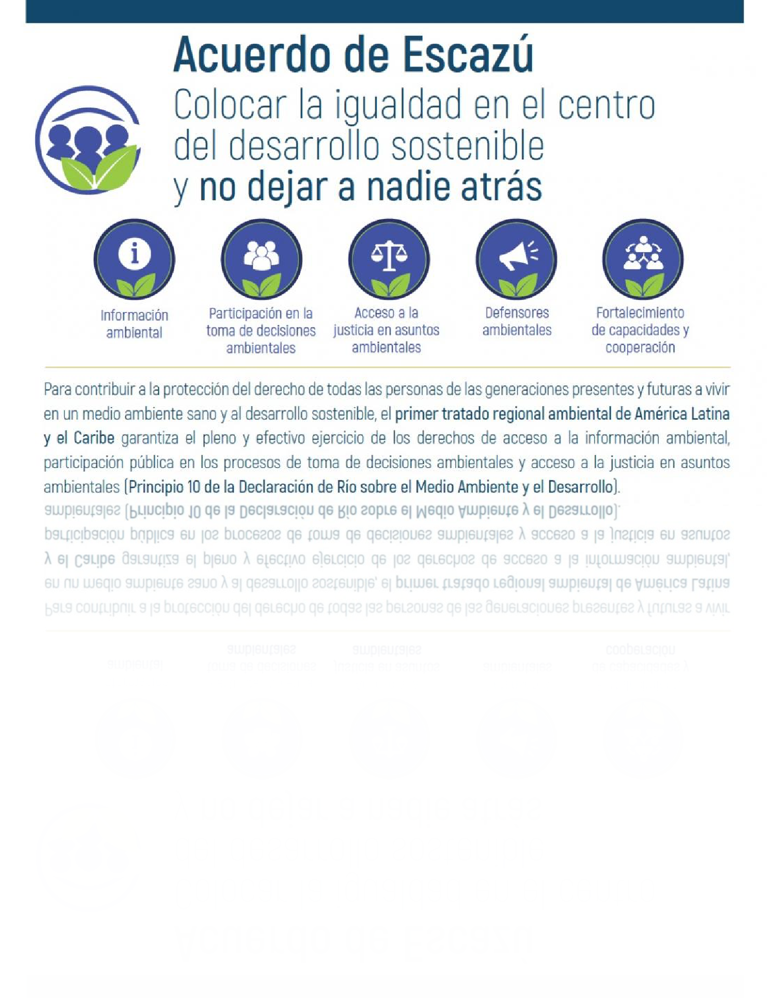 Acuerdo de Escazú
Colocar la igualdad en el centro
del desarrollo sostenible
y no dejar a nadie atrás
Información
ambiental
Participación en la
toma de decisiones
ambientales
Acceso a la
justicia en asuntos
ambientales
Defensores
ambientales
Fortalecimiento
de capacidades y
cooperación
Para contribuir a la protección del derecho de todas las personas de las generaciones presentes y futuras a vivir
en un medio ambiente sano y al desarrollo sostenible, el primer tratado regional ambiental de América Latina
y el Caribe garantiza el pleno y efectivo ejercicio de los derechos de acceso a la información ambiental,
participación pública en los procesos de toma de decisiones ambientales y acceso a la justicia en asuntos
ambientales (Principio 10 de la Declaración de Río sobre el Medio Ambiente y el Desarrollo).